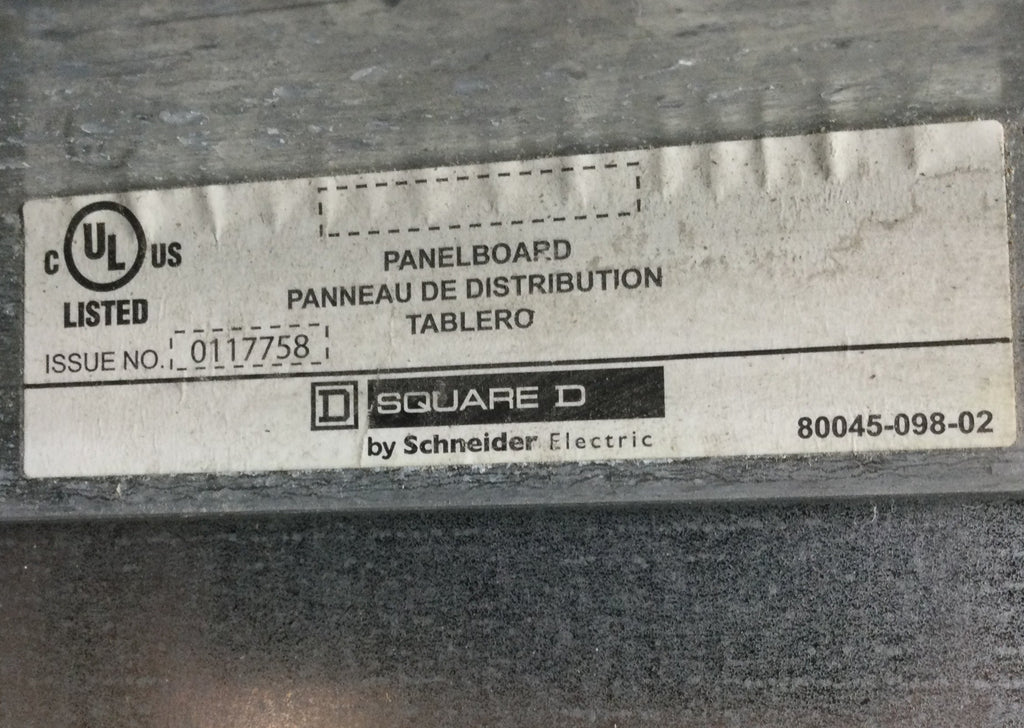 C UL US
LISTED
PANELBOARD
PANNEAU DE DISTRIBUTION
TABLERO
ISSUE NO. 0117758
D SQUARE D
by Schneider Electric
80045-098-02